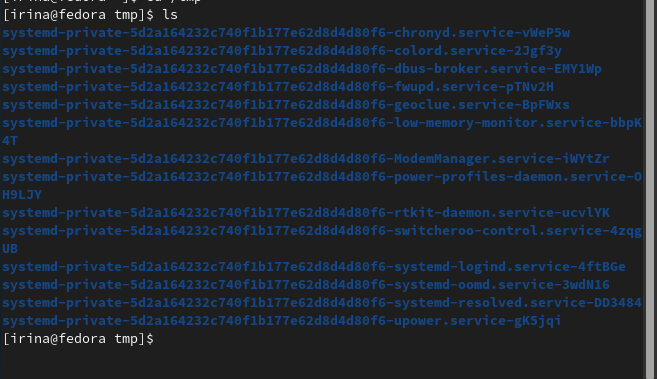 [irina@fedora tmp]$ ls
systemd-private-5d2a164232c740f1b177e62d8d4d80f6-chronyd.service-vWeP5w
systemd-private-5d2a164232c740f1b177e62d8d4d80f6-colord.service-2Jgf3y
systemd-private-5d2a164232c740f1b177e62d8d4d80f6-dbus-broker.service-EMY1Wp
systemd-private-5d2a164232c740f1b177e62d8d4d80f6-fwupd.service-pTNv2H
systemd-private-5d2a164232c740f1b177e62d8d4d80f6-geoclue.service-BpFWxs
systemd-private-5d2a164232c740f1b177e62d8d4d80f6-low-memory-monitor.service-bbpK
4T
systemd-private-5d2a164232c740f1b177e62d8d4d80f6-ModemManager.service-iWYtZr
systemd-private-5d2a164232c740f1b177e62d8d4d80f6-power-profiles-daemon.service-O
H9LJY
systemd-private-5d2a164232c740f1b177e62d8d4d80f6-rtkit-daemon.service-ucvlYK
systemd-private-5d2a164232c740f1b177e62d8d4d80f6-switcheroo-control.service-4zqg
UB
systemd-private-5d2a164232c740f1b177e62d8d4d80f6-systemd-logind.service-4ftBGe
systemd-private-5d2a164232c740f1b177e62d8d4d80f6-systemd-oomd.service-3wdN16
systemd-private-5d2a164232c740f1b177e62d8d4d80f6-systemd-resolved.service-DD3484
systemd-private-5d2a164232c740f1b177e62d8d4d80f6-upower.service-gK5jqi
[irina@fedora tmp]$